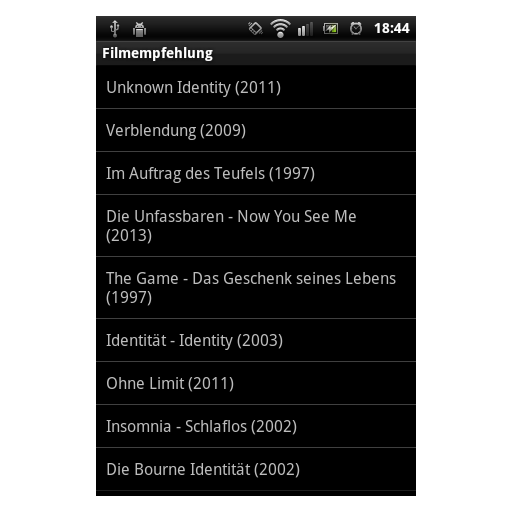 18:44
Filmempfehlung
Unknown Identity (2011)
Verblendung (2009)
Im Auftrag des Teufels (1997)
Die Unfassbaren - Now You See Me
(2013)
The Game - Das Geschenk seines Lebens
(1997)
Identität - Identity (2003)
Ohne Limit (2011)
Insomnia - Schlaflos (2002)
Die Bourne Identität (2002)